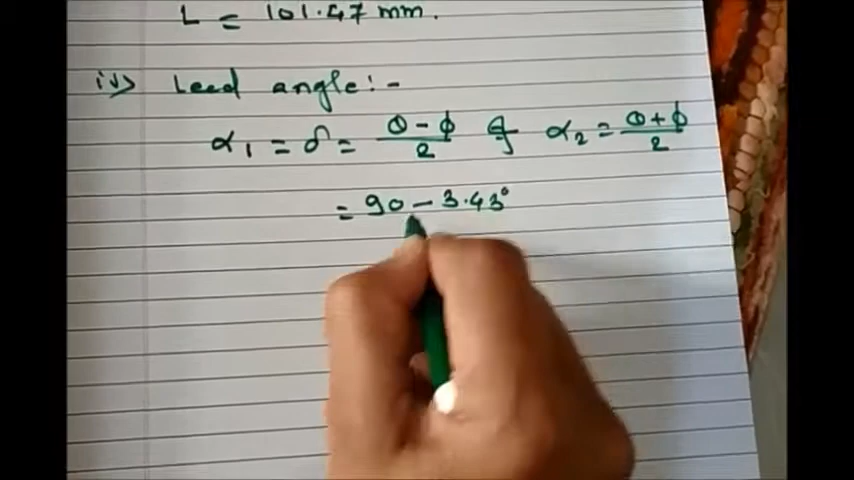 L = 101.47 mm.
iv> Lead angle:-
α₁ = δ = (θ - ϕ)/2 & α₂ = (θ + ϕ)/2
= 90 - 3.43°